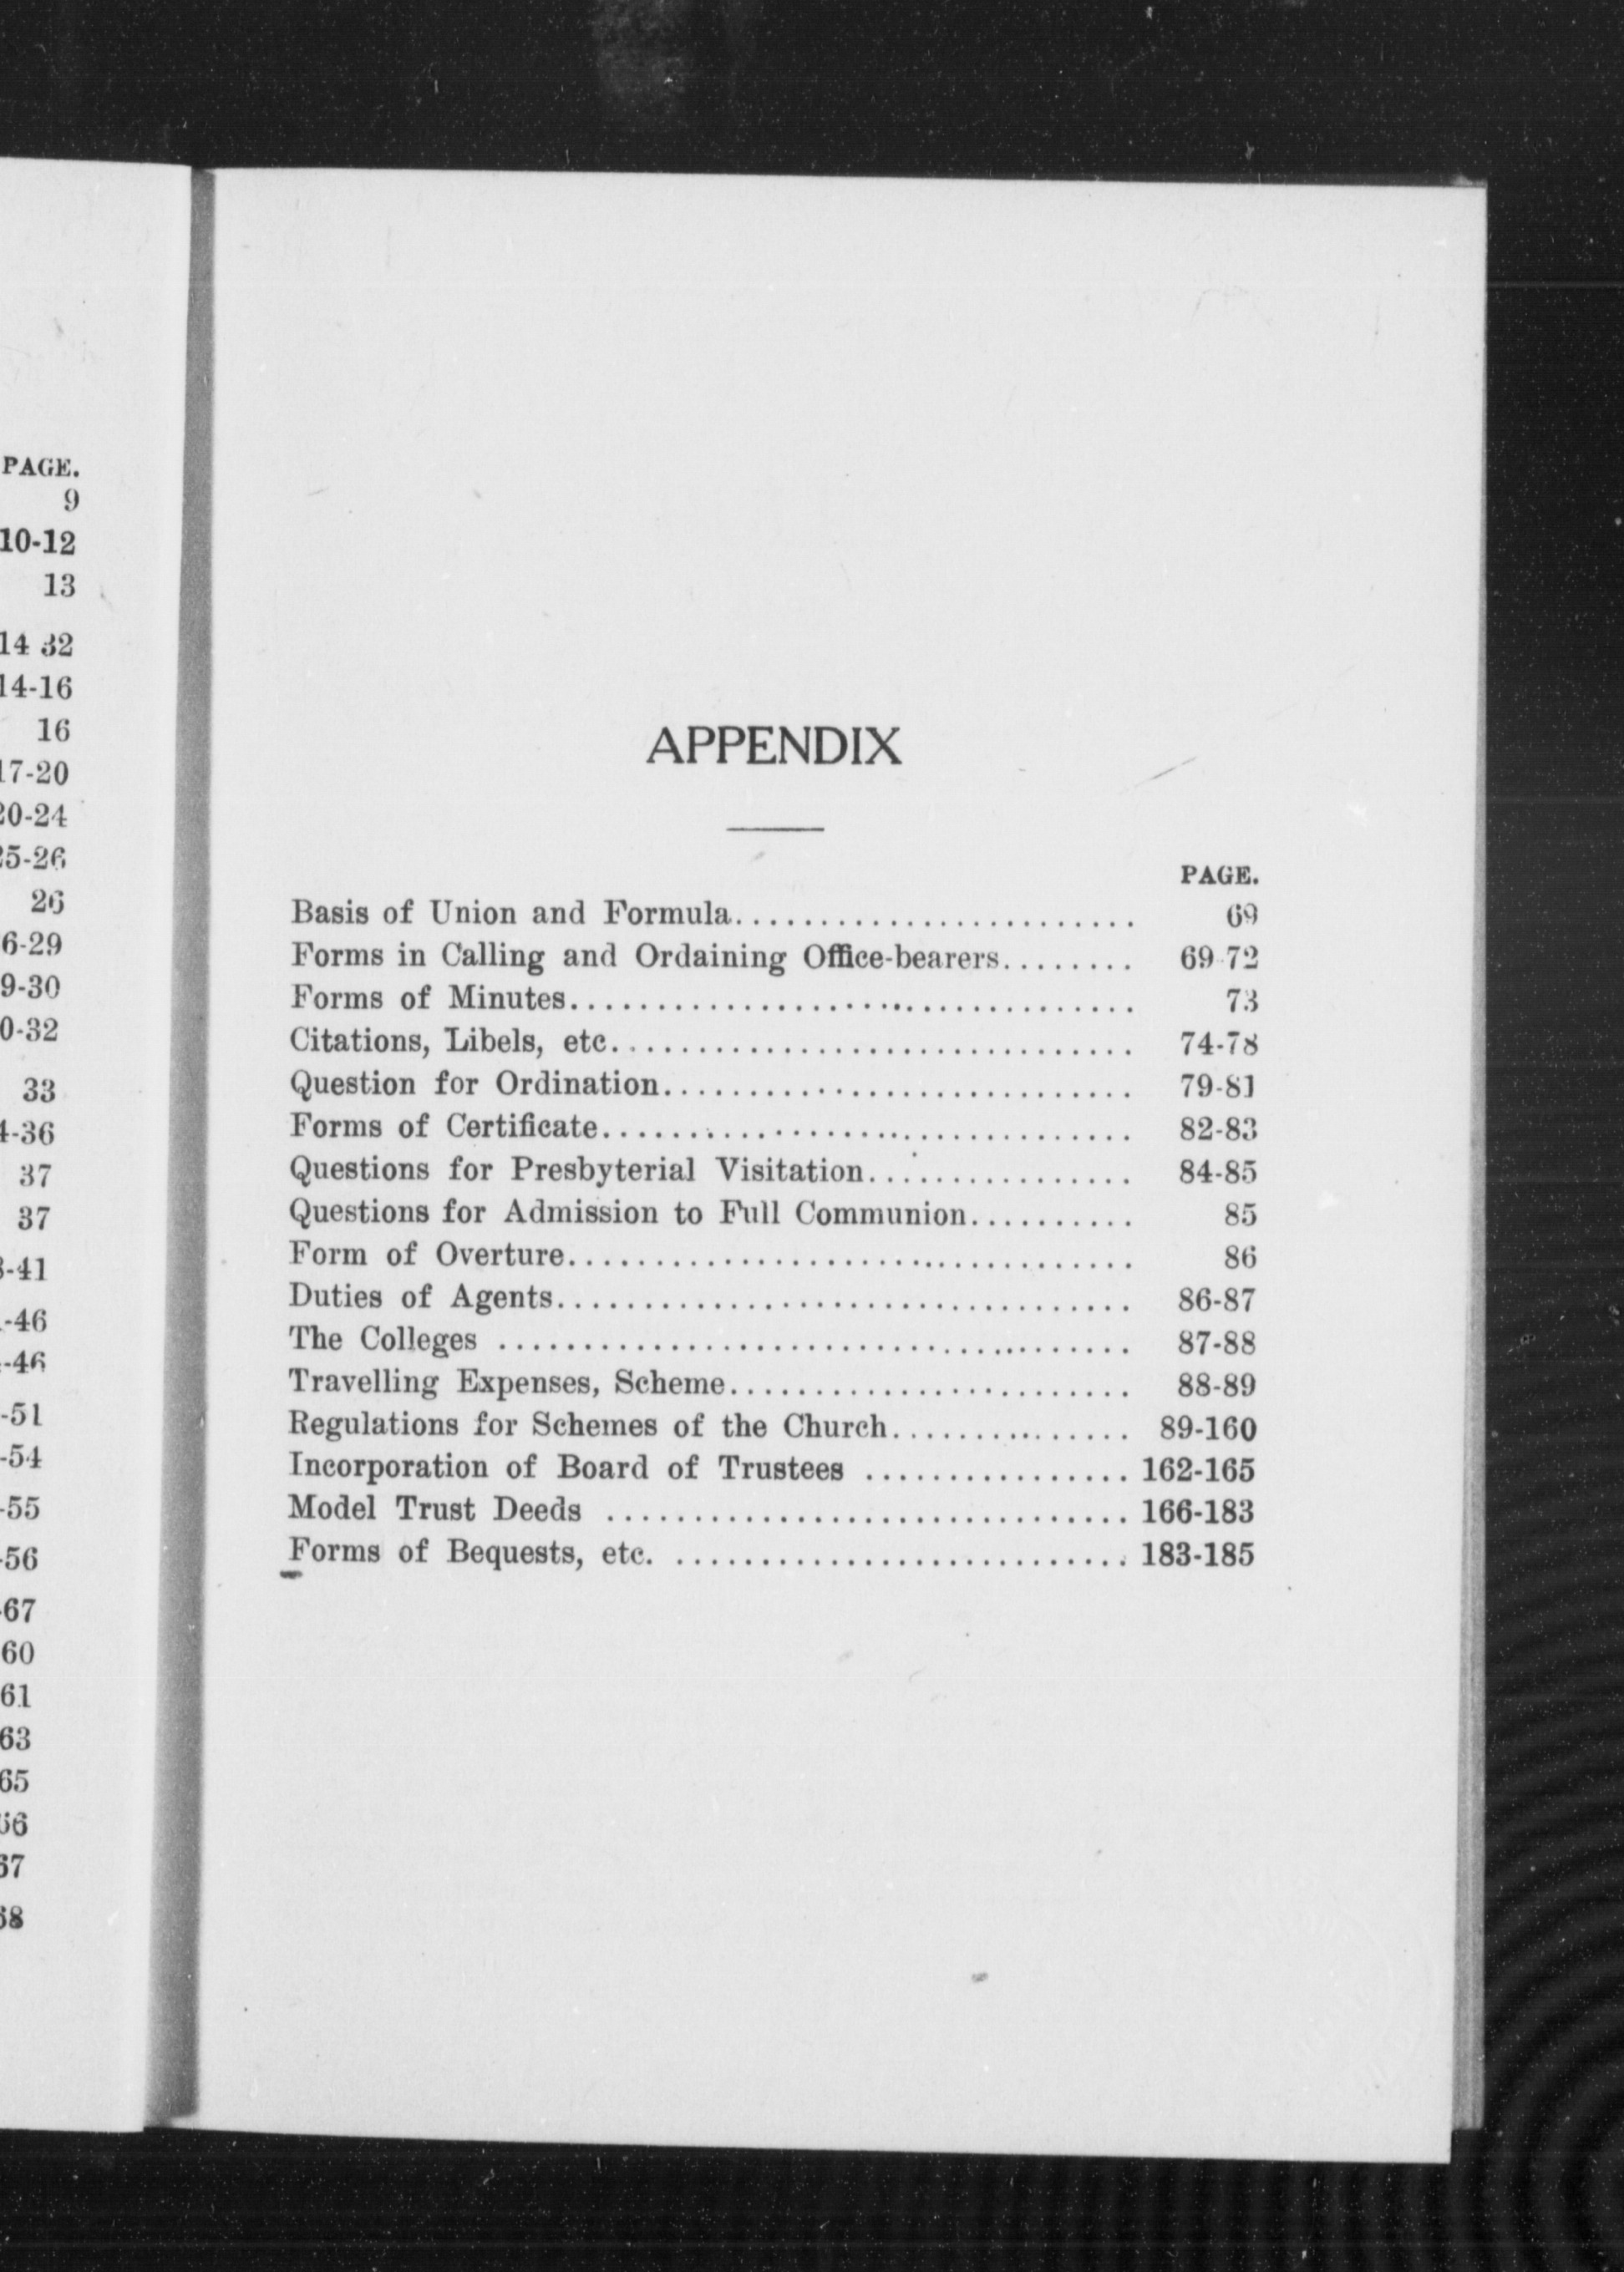 PAGE.
9
10-12
13
14 32
14-16
16
17-20
20-24
25-26
26
6-29
9-30
0-32
33
4-36
37
37
-41
-46
-46
-51
-54
-55
-56
-67
60
61
63
65
66
67
68
APPENDIX
PAGE.
Basis of Union and Formula........................... 69
Forms in Calling and Ordaining Office-bearers........ 69-72
Forms of Minutes................................. 73
Citations, Libels, etc............................... 74-78
Question for Ordination............................ 79-81
Forms of Certificate............................... 82-83
Questions for Presbyterial Visitation................ 84-85
Questions for Admission to Full Communion.......... 85
Form of Overture................................. 86
Duties of Agents.................................. 86-87
The Colleges ..................................... 87-88
Travelling Expenses, Scheme........................ 88-89
Regulations for Schemes of the Church.............. 89-160
Incorporation of Board of Trustees ................ 162-165
Model Trust Deeds ............................... 166-183
Forms of Bequests, etc. ........................... 183-185